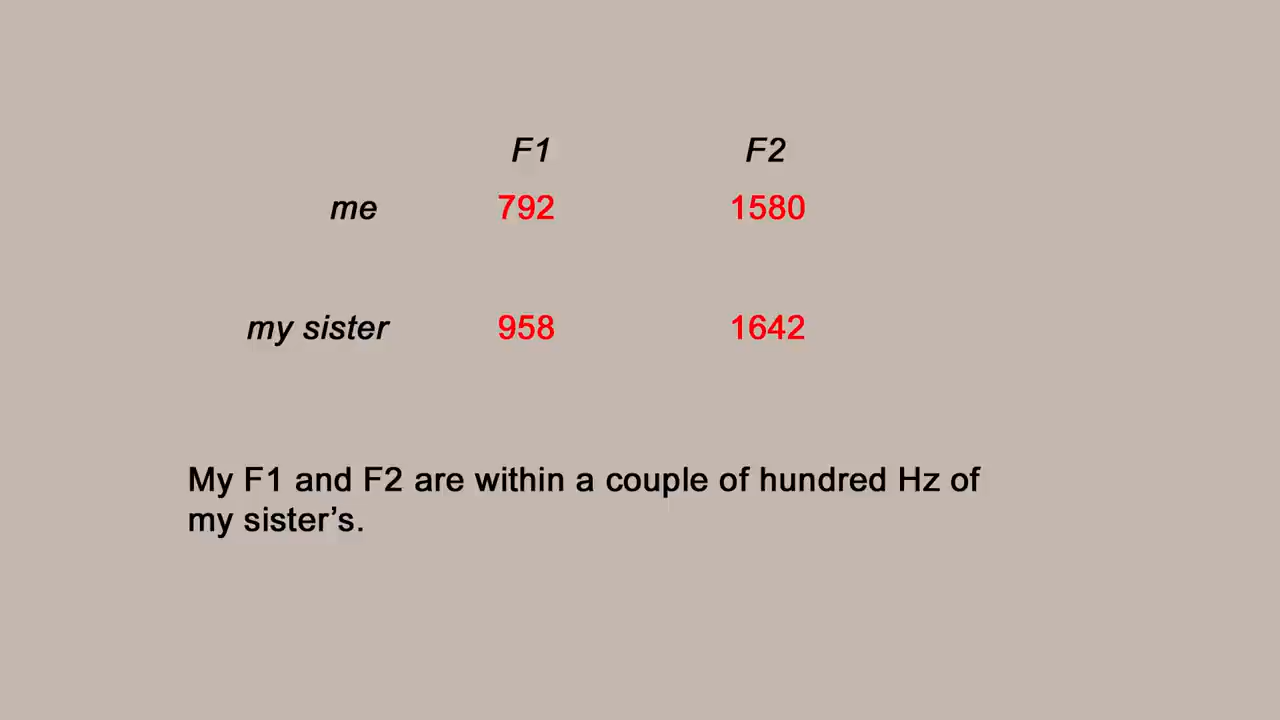 F1 F2
me 792 1580
my sister 958 1642
My F1 and F2 are within a couple of hundred Hz of
my sister’s.